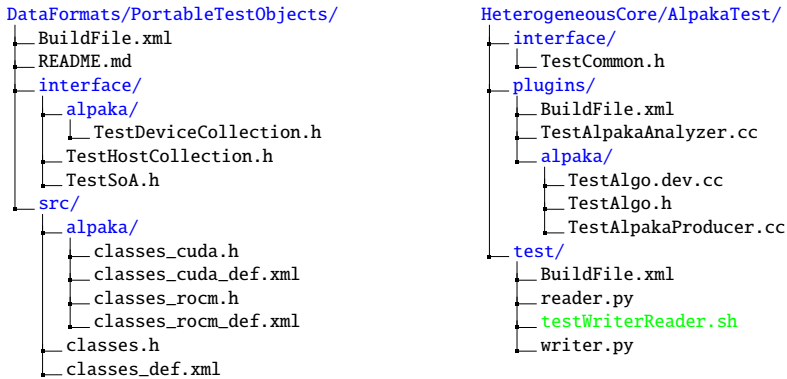 DataFormats/PortableTestObjects/
BuildFile.xml
README.md
interface/
alpaka/
TestDeviceCollection.h
TestHostCollection.h
TestSoA.h
src/
alpaka/
classes_cuda.h
classes_cuda_def.xml
classes_rocm.h
classes_rocm_def.xml
classes.h
classes_def.xml
HeterogeneousCore/AlpakaTest/
interface/
TestCommon.h
plugins/
BuildFile.xml
TestAlpakaAnalyzer.cc
alpaka/
TestAlgo.dev.cc
TestAlgo.h
TestAlpakaProducer.cc
test/
BuildFile.xml
reader.py
testWriterReader.sh
writer.py